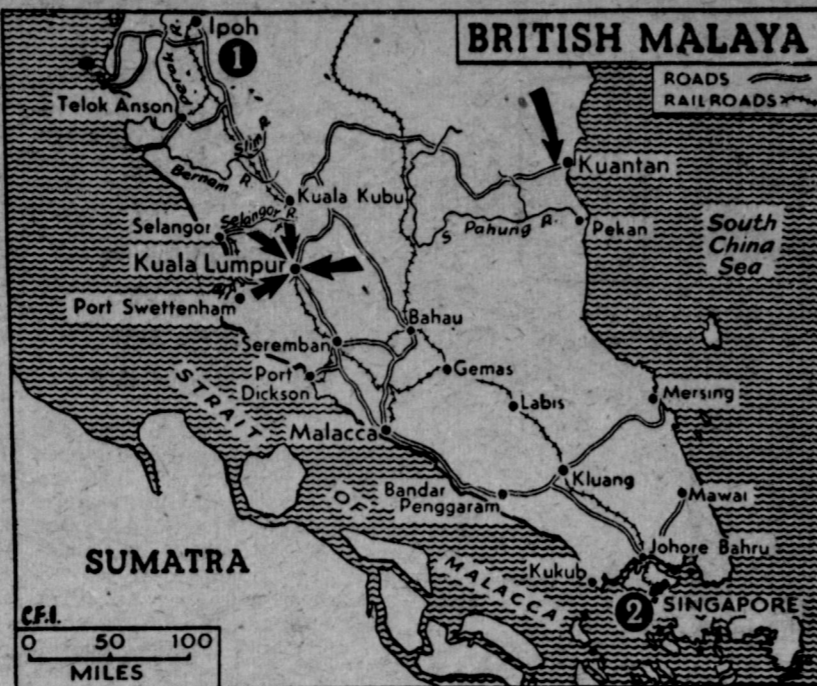 Ipoh
1
BRITISH MALAYA
ROADS
RAILROADS
Perak R.
Telok Anson
Slim R.
Bernam R.
Kuantan
Kuala Kubu
Selangor
Selangor R.
S Pahung R.
Pekan
South
China
Sea
Kuala Lumpur
Port Swettenham
Bahau
Seremban
Port
Dickson
Gemas
Labis
Mersing
STRAIT
OF
MALACCA
Malacca
Bandar
Penggaram
Kluang
Mawai
SUMATRA
Johore Bahru
Kukub
2
SINGAPORE
C.F.I.
0 50 100
MILES